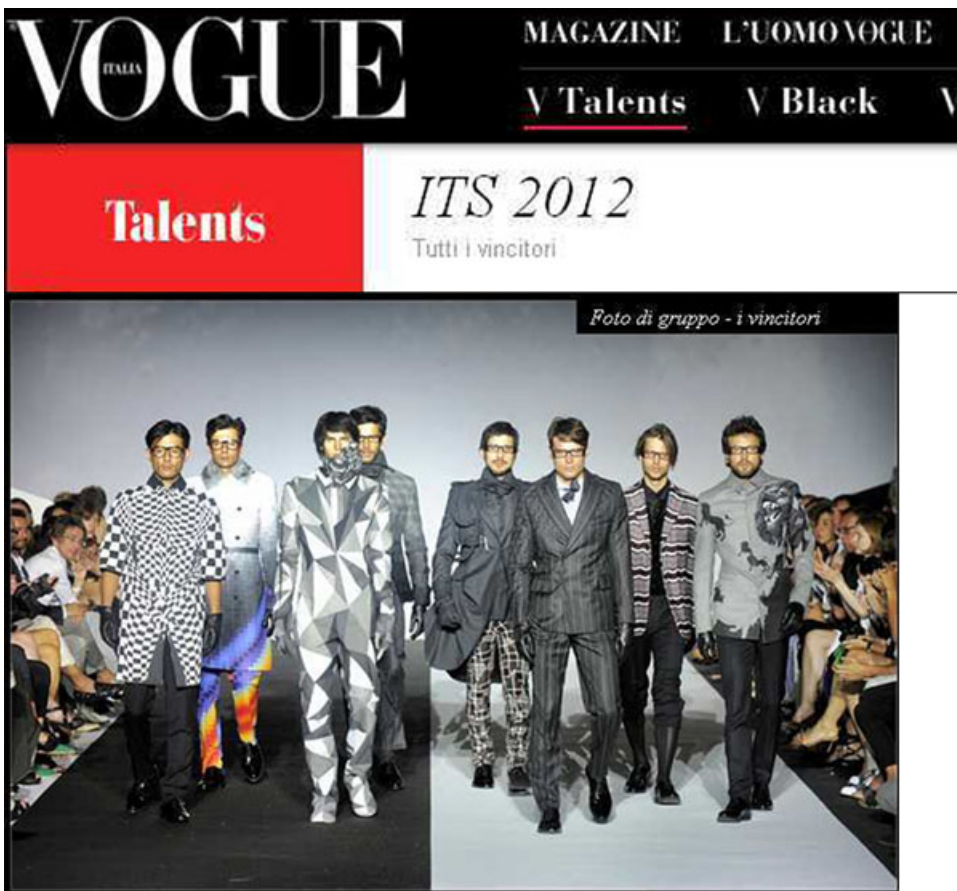 VOGUE
ITALIA
MAGAZINE L'UOMO VOGUE
V Talents V Black V
Talents
ITS 2012
Tutti i vincitori
Foto di gruppo - i vincitori